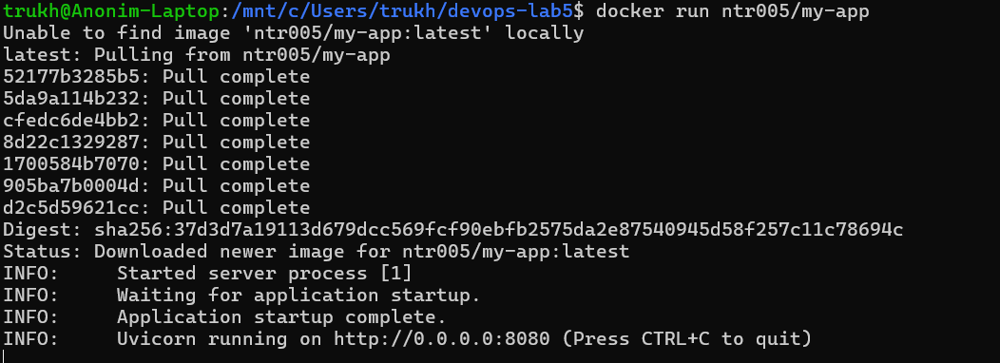 trukh@Anonim-Laptop:/mnt/c/Users/trukh/devops-lab5$ docker run ntr005/my-app
Unable to find image 'ntr005/my-app:latest' locally
latest: Pulling from ntr005/my-app
52177b3285b5: Pull complete
5da9a114b232: Pull complete
cfedc6de4bb2: Pull complete
8d22c1329287: Pull complete
1700584b7070: Pull complete
905ba7b0004d: Pull complete
d2c5d59621cc: Pull complete
Digest: sha256:37d3d7a19113d679dcc569fcf90ebfb2575da2e87540945d58f257c11c78694c
Status: Downloaded newer image for ntr005/my-app:latest
INFO:     Started server process [1]
INFO:     Waiting for application startup.
INFO:     Application startup complete.
INFO:     Uvicorn running on http://0.0.0.0:8080 (Press CTRL+C to quit)